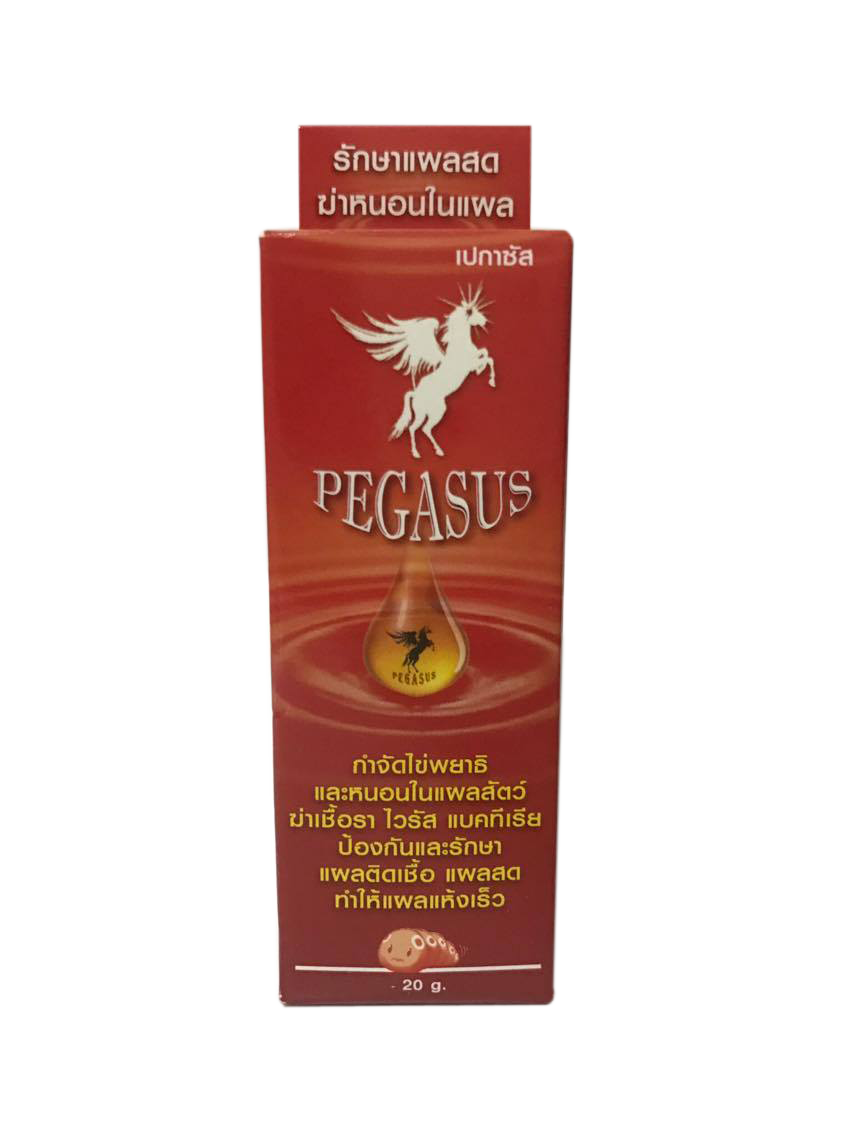 รักษาแผลสด
ฆ่าหนอนในแผล
เปกาซัส
PEGASUS
PEGASUS
กำจัดไข่พยาธิ
และหนอนในแผลสัตว์
ฆ่าเชื้อรา ไวรัส แบคทีเรีย
ป้องกันและรักษา
แผลติดเชื้อ แผลสด
ทำให้แผลแห้งเร็ว
- 20 g.